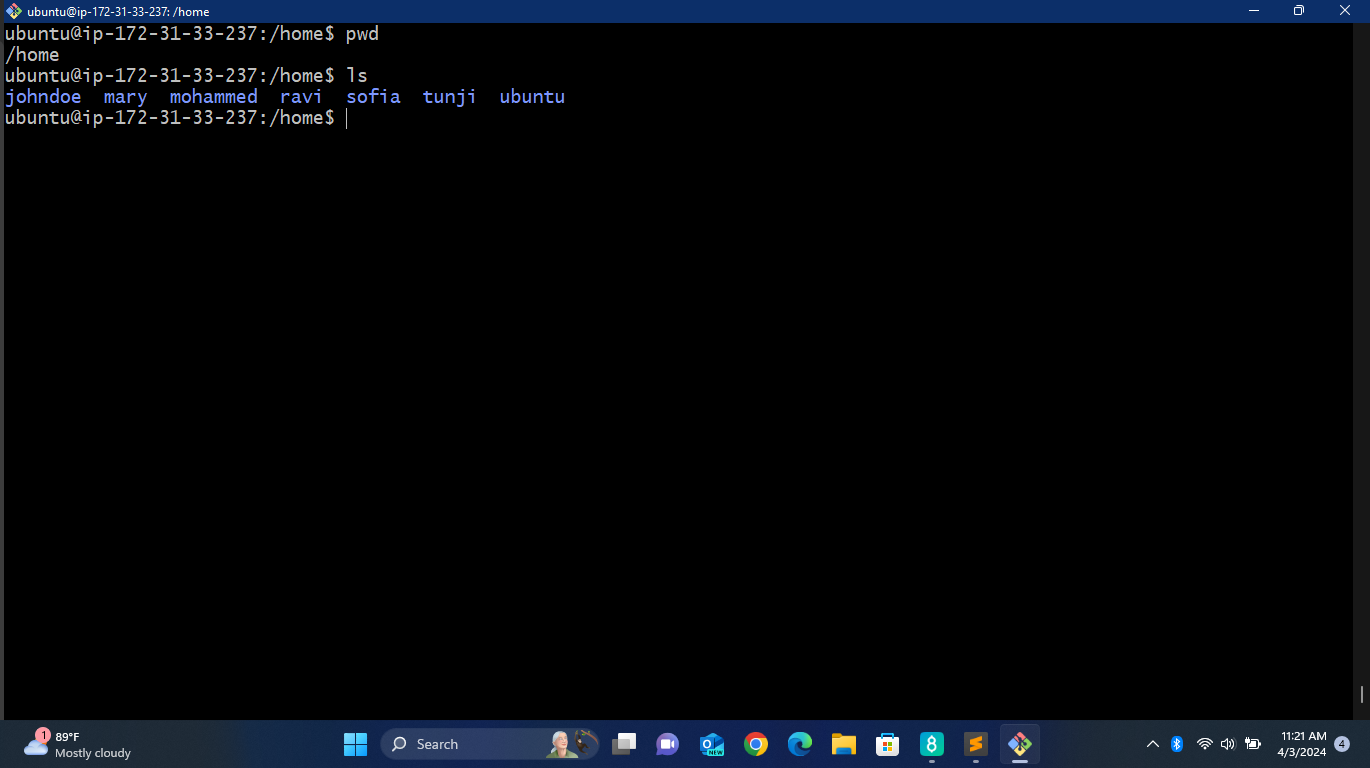 ubuntu@ip-172-31-33-237: /home
ubuntu@ip-172-31-33-237:/home$ pwd
/home
ubuntu@ip-172-31-33-237:/home$ ls
johndoe  mary  mohammed  ravi  sofia  tunji  ubuntu
ubuntu@ip-172-31-33-237:/home$
1
89°F
Mostly cloudy
Search
NEW
8
11:21 AM
4/3/2024
4